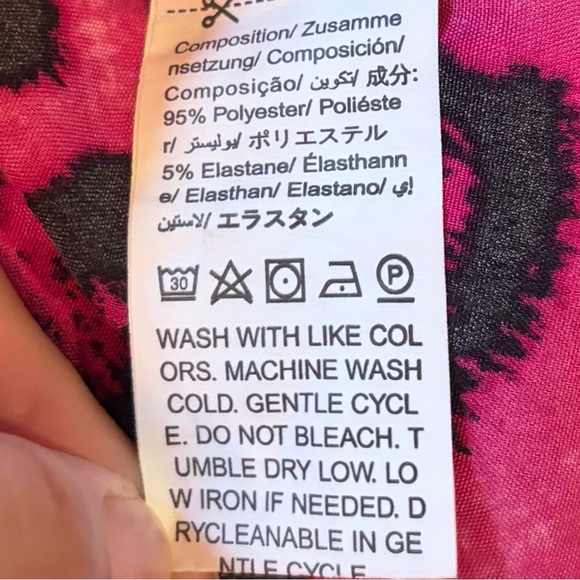 Composition/ Zusamme
nsetzung/ Composición/
Composição/ تكوين/ 成分:
95% Polyester/ Polieste
r/ بوليستر/ ポリエステル
5% Elastane/ Élasthann
e/ Elasthan/ Elastano/ إي
لاستين/ エラスタン
30
P
WASH WITH LIKE COL
ORS. MACHINE WASH
COLD. GENTLE CYCL
E. DO NOT BLEACH. T
UMBLE DRY LOW. LO
W IRON IF NEEDED. D
RYCLEANABLE IN GE
NTLE CYCLE